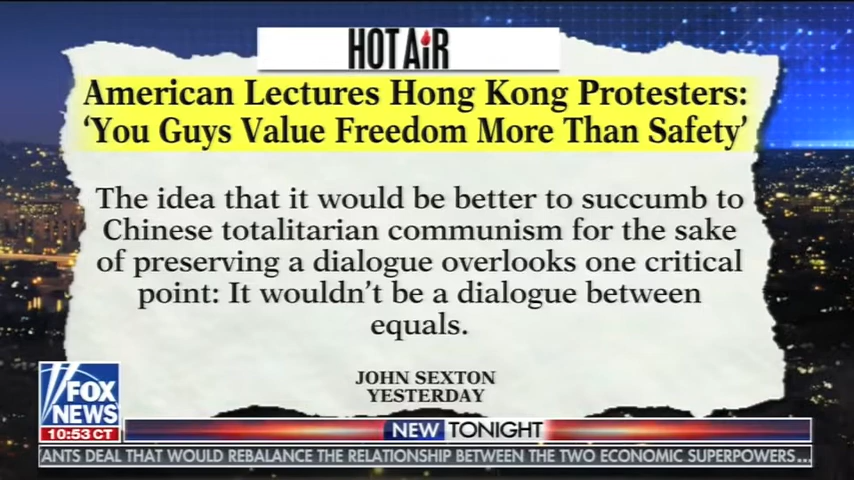 HOT AIR
American Lectures Hong Kong Protesters:
‘You Guys Value Freedom More Than Safety’
The idea that it would be better to succumb to
Chinese totalitarian communism for the sake
of preserving a dialogue overlooks one critical
point: It wouldn’t be a dialogue between
equals.
JOHN SEXTON
YESTERDAY
FOX
NEWS
10:53 CT
NEW TONIGHT
ANTS DEAL THAT WOULD REBALANCE THE RELATIONSHIP BETWEEN THE TWO ECONOMIC SUPERPOWERS...